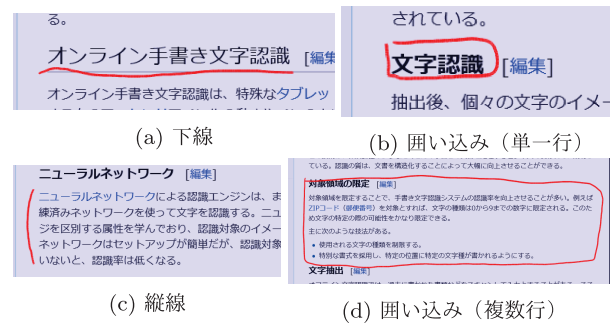 る。
オンライン手書き文字認識 [編集
オンライン手書き文字認識は、特殊なタブレッ
(a) 下線
されている。
文字認識 [編集]
抽出後、個々の文字のイメー
(b) 囲い込み（単一行）
ニューラルネットワーク [編集]
ニューラルネットワークによる認識エンジンは、ま
練済みネットワークを使って文字を認識する。ニュ
ジを区別する属性を学んでおり、認識対象のイメー
ネットワークはセットアップが簡単だが、認識対象
いないと、認識率は低くなる。
(c) 縦線
ている。認識の質は、文書を構造化することによって大幅に向上させることができる。
対象領域の限定 [編集]
対象領域を限定することで、手書き文字認識システムの認識率を向上させることが多い。例えば
ZIPコード（郵便番号）を対象とすれば、文字の種類は0から9までの数字に限定される。このた
め文字の特定の際の可能性をかなり限定できる。
主に次のような技法がある。
• 使用される文字の種類を制限する。
• 特別な書式を採用し、特定の位置に特定の文字種が書かれるようにする。
文字抽出 [編集]
(d) 囲い込み（複数行）